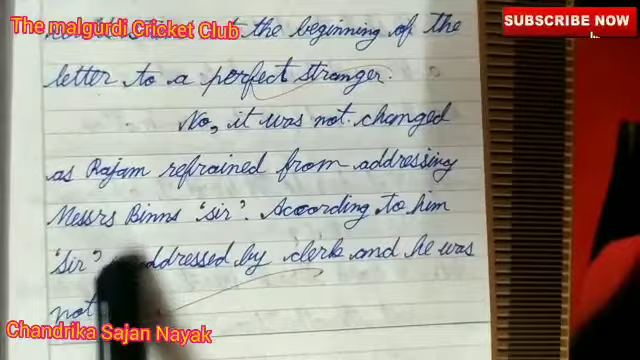 The malgurdi Cricket Club
SUBSCRIBE NOW
the beginning of the
letter to a perfect stranger.
No, it was not changed
as Rajam refrained from addressing
Messrs Binns 'sir'. According to him
'Sir' addressed by clerk and he was
not
Chandrika Sajan Nayak